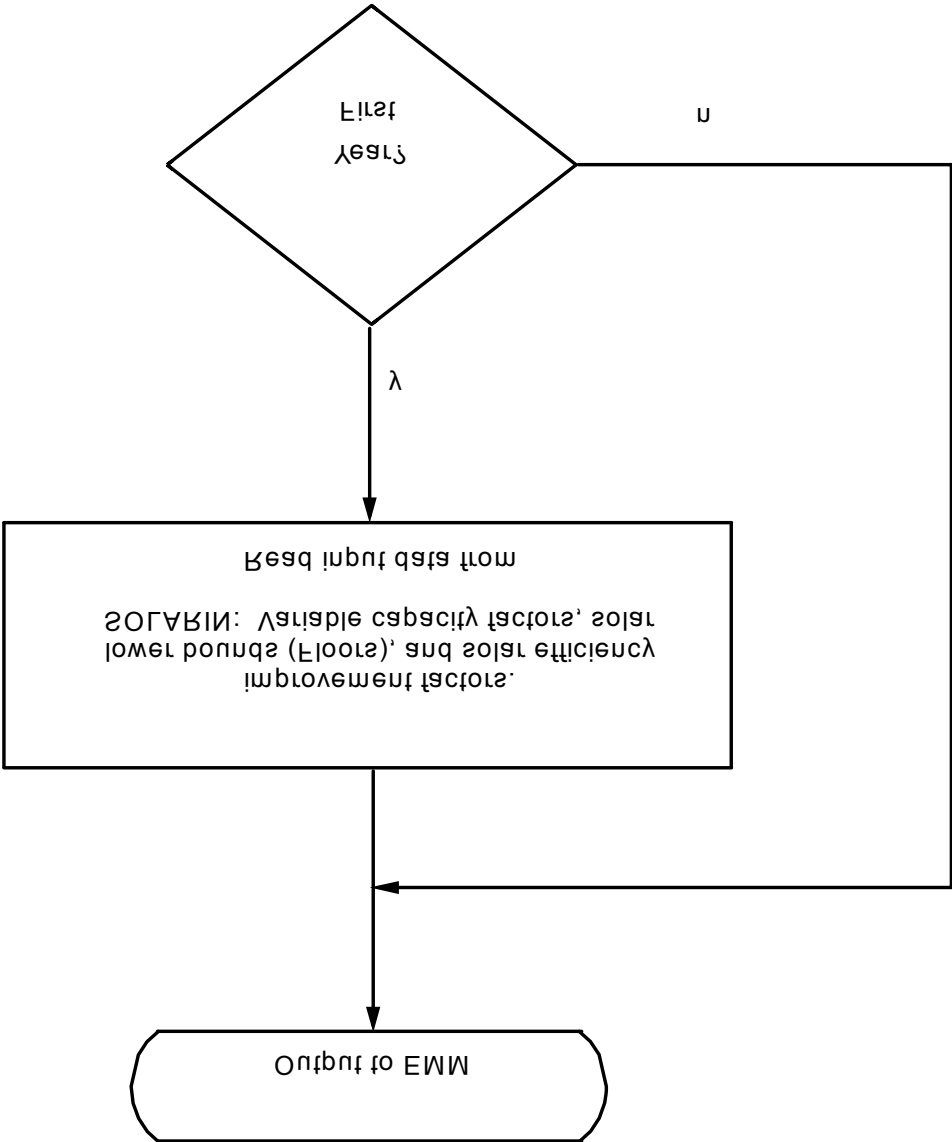 First
Year?
n
y
Read input data from
SOLARIN: Variable capacity factors, solar
lower bounds (Floors), and solar efficiency
improvement factors.
Output to EMM